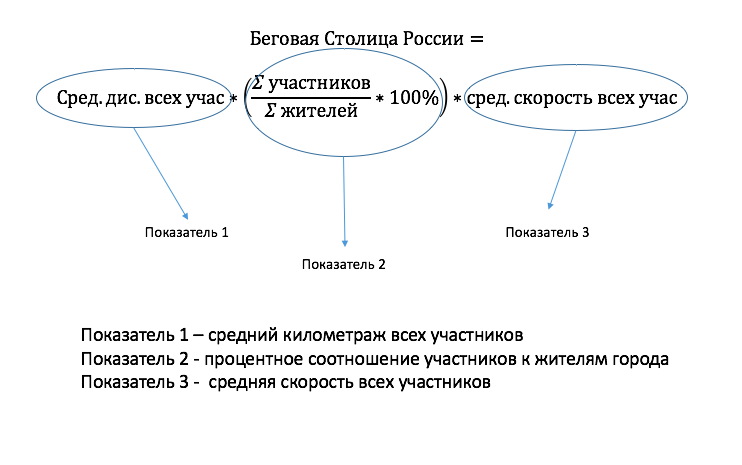 Беговая Столица России =
Сред. дис. всех учас * (Σ участников / Σ жителей * 100%) * сред. скорость всех учас
Показатель 1
Показатель 3
Показатель 2
Показатель 1 – средний километраж всех участников
Показатель 2 - процентное соотношение участников к жителям города
Показатель 3 - средняя скорость всех участников